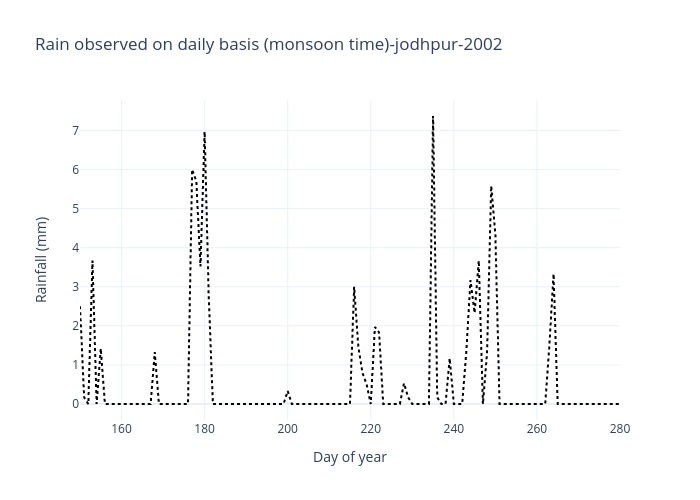 Rain observed on daily basis (monsoon time)-jodhpur-2002
7
6
5
4
3
2
1
0
Rainfall (mm)
160 180 200 220 240 260 280
Day of year